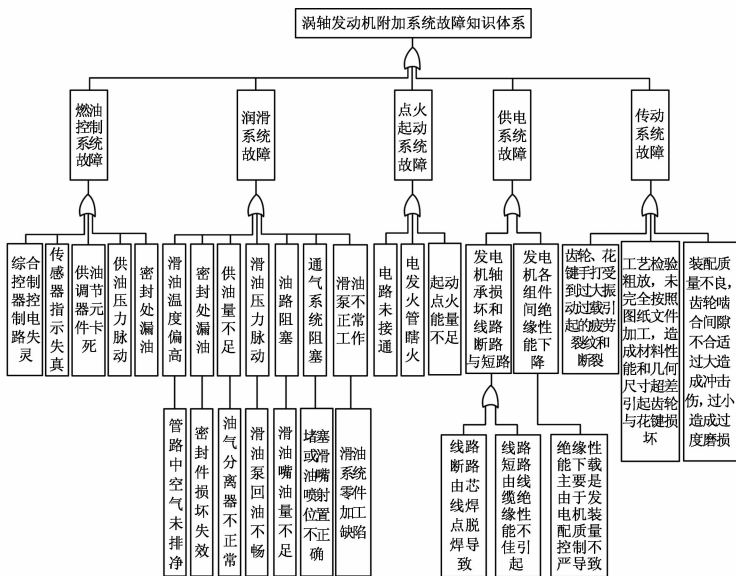 涡轴发动机附加系统故障知识体系
燃油控制系统故障
润滑系统故障
点火起动系统故障
供电系统故障
传动系统故障
综合控制器控制电路失灵
传感器指示失真
供油调节器元件卡死
供油压力脉动
密封处漏油
滑油温度偏高
密封处漏油
供油量不足
滑油压力脉动
油路阻塞
通气系统阻塞
滑油泵不正常工作
电路未接通
电发火管瞎火
起动点火能量不足
发电机轴承损坏和线路断路与短路
发电机各组件间绝缘性能下降
齿轮、花键打手受到过大过载振动引起的疲劳裂纹和断裂
工艺检验粗放，未完全按照图纸文件加工，造成材料性能和几何尺寸超差引起齿轮与花键损坏
装配质量不良，齿轮啮合间隙不合适过大造成冲击伤，过小造成过度磨损
管路中空气未排净
密封件损坏失效
油气分离器不正常
滑油泵回油不畅
滑油嘴油量不足
堵塞或滑油嘴喷射位置不正确
滑油系统零件加工缺陷
线路断路由芯线焊点脱焊导致
线路短路由线缆绝缘性能不佳引起
绝缘性能下载主要是由于发电机装配质量控制不严导致